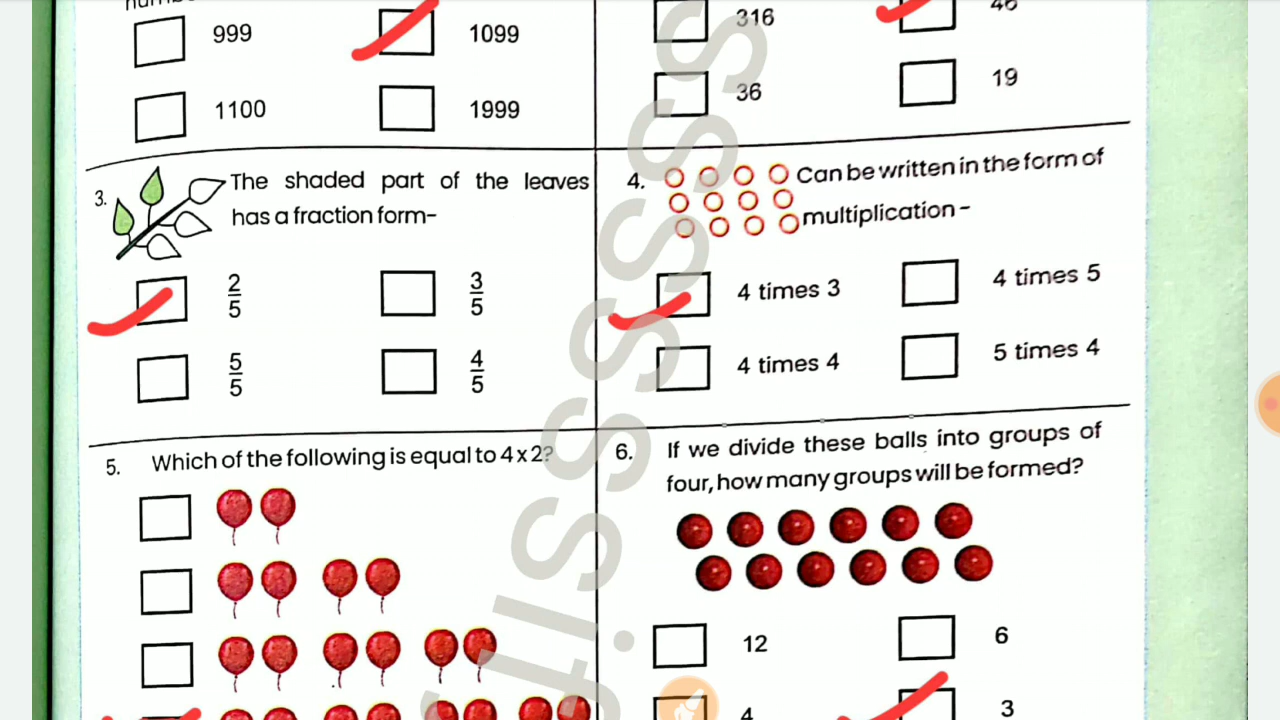 999
1099
1100
1999
316
46
36
19
3. The shaded part of the leaves
has a fraction form-
2/5
3/5
5/5
4/5
4. Can be written in the form of
multiplication -
4 times 3
4 times 5
4 times 4
5 times 4
5. Which of the following is equal to 4 x 2?
6. If we divide these balls into groups of
four, how many groups will be formed?
12
6
4
3